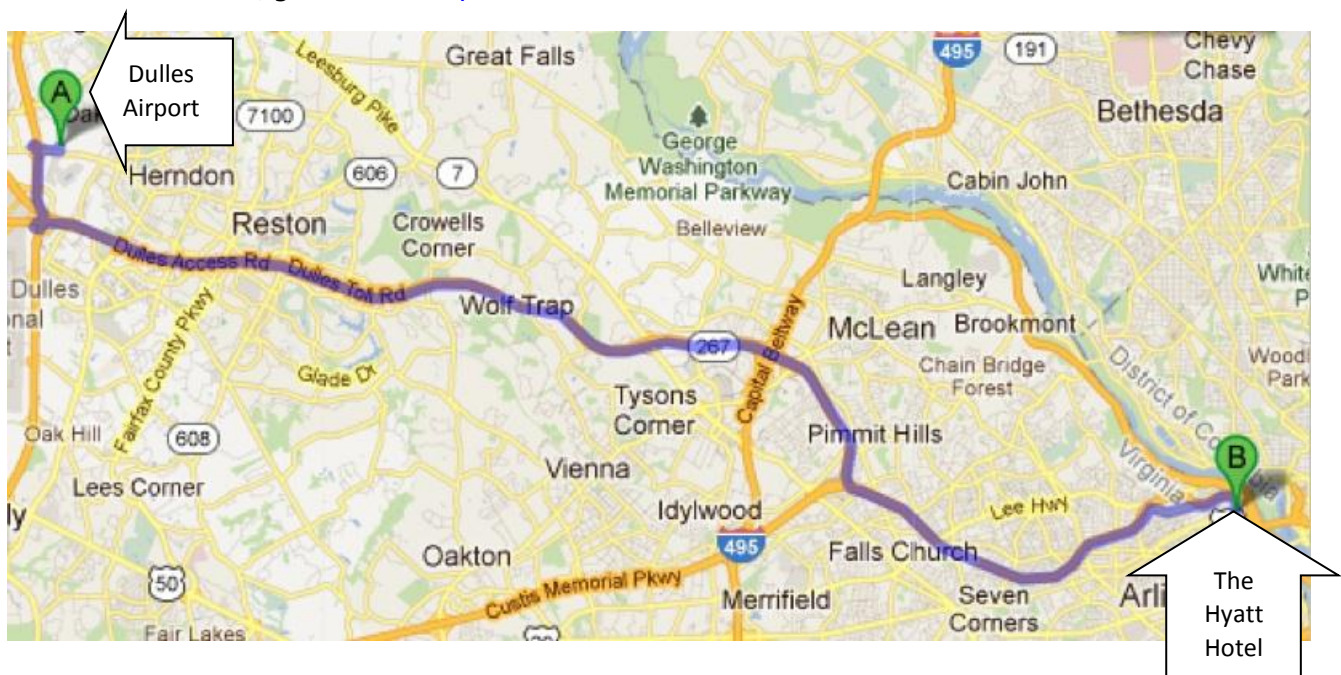 Great Falls
Leesburg Pike
495
191
Chevy
Chase
Dulles
Airport
A
7100
Bethesda
George
Washington
Memorial Parkway
Herndon
606
7
Cabin John
Reston
Crowells
Corner
Belleview
Dulles Access Rd
Dulles Toll Rd
Langley
Dulles
Wolf Trap
McLean
Brookmont
267
Capital Beltway
Fairfax County Pkwy
Glade Dr
Chain Bridge
Forest
District of Columbia
Tysons
Corner
Oak Hill
608
Pimmit Hills
Virginia
B
Vienna
Lees Corner
Idylwood
Lee Hwy
495
Oakton
Falls Church
50
Custis Memorial Pkwy
Merrifield
Seven
Corners
Fair Lakes
The
Hyatt
Hotel